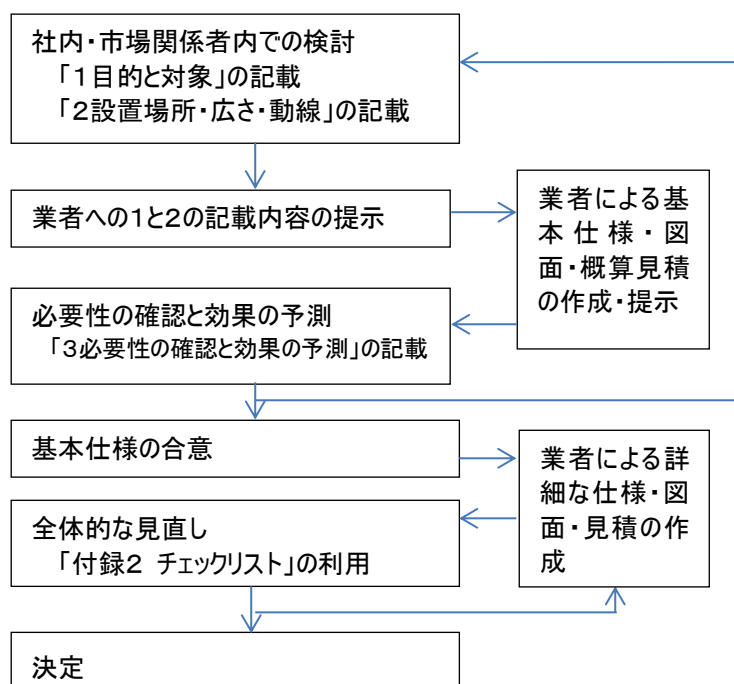 社内・市場関係者内での検討
「１目的と対象」の記載
「２設置場所・広さ・動線」の記載
業者への１と２の記載内容の提示
業者による基
本仕様・図
面・概算見積
の作成・提示
必要性の確認と効果の予測
「３必要性の確認と効果の予測」の記載
基本仕様の合意
業者による詳
細な仕様・図
面・見積の作
成
全体的な見直し
「付録２ チェックリスト」の利用
決定